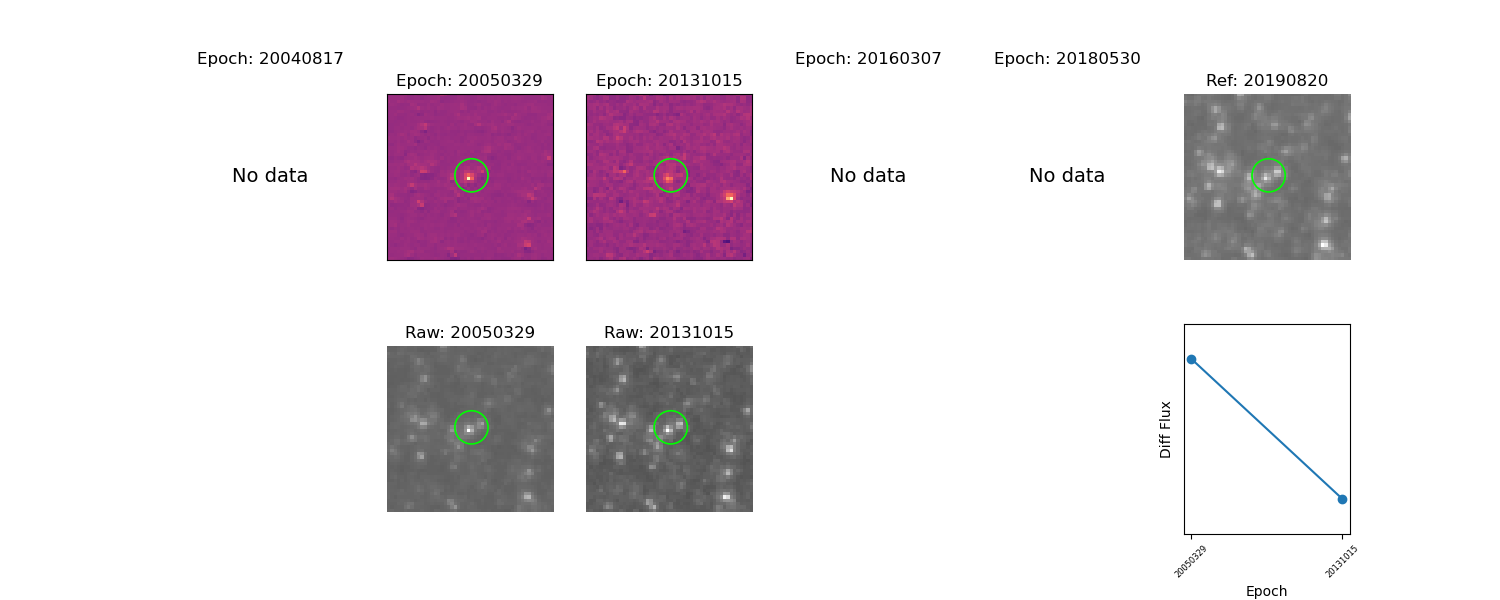 Epoch: 20040817
Epoch: 20050329
Epoch: 20131015
Epoch: 20160307
Epoch: 20180530
Ref: 20190820
No data
No data
No data
Raw: 20050329
Raw: 20131015
Diff Flux
20050329
20131015
Epoch